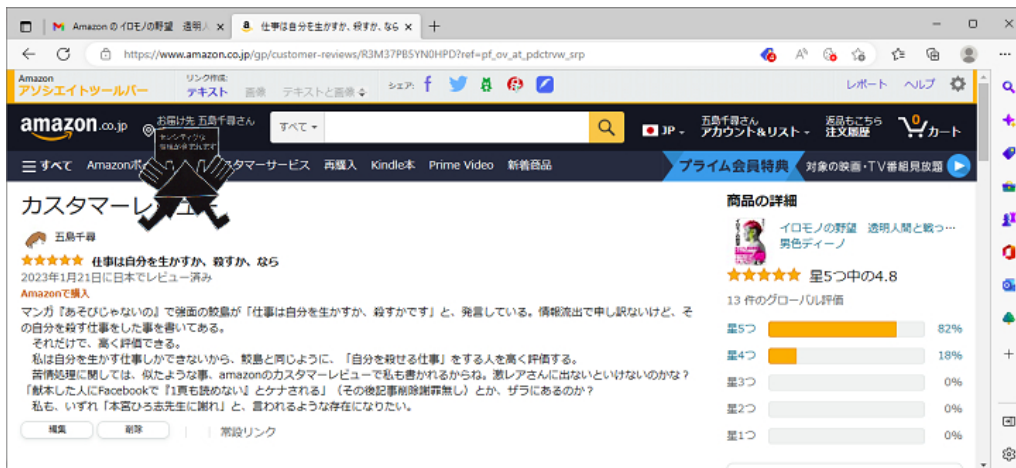 Amazon のイロモノの野望 透明人
仕事は自分を生かすか、殺すか、なら
https://www.amazon.co.jp/gp/customer-reviews/R3M37PB5YN0HPD?ref=pf_ov_at_pdctrvw_srp
Amazon
アソシエイトツールバー
リンク作成:
テキスト 画像 テキストと画像
シェア:
レポート ヘルプ
amazon.co.jp
お届け先 五島千尋さん
すべて
JP
五島千尋さん
アカウント&リスト
返品もこちら
注文履歴
0
カート
すべて
カスタマーサービス 再購入 Kindle本 Prime Video 新着商品
プライム会員特典 対象の映画・TV番組見放題
カスタマーレビュー
五島千尋
仕事は自分を生かすか、殺すか、なら
2023年1月21日に日本でレビュー済み
Amazonで購入
マンガ『あそびじゃないの』で強面の鮫島が「仕事は自分を生かすか、殺すかです」と、発言している。情報流出で申し訳ないけど、そ
の自分を殺す仕事をした事を書いてある。
それだけで、高く評価できる。
私は自分を生かす仕事しかできないから、鮫島と同じように、「自分を殺せる仕事」をする人を高く評価する。
苦情処理に関しては、似たような事、amazonのカスタマーレビューで私も書かれるからね。激レアさんに出ないといけないのかな?
「献本した人にFacebookで『1頁も読めない』とケナされる」(その後記事削除謝罪無し)とか、ザラにあるのか?
私も、いずれ「本宮ひろ志先生に謝れ」と、言われるような存在になりたい。
編集 削除 常設リンク
商品の詳細
イロモノの野望 透明人間と戦っ…
男色ディーノ
星5つ中の4.8
13 件のグローバル評価
星5つ 82%
星4つ 18%
星3つ 0%
星2つ 0%
星1つ 0%